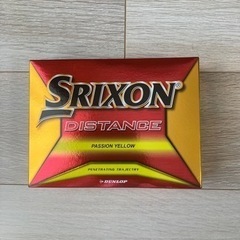 SRIXON
DISTANCE
PASSION YELLOW
PENETRATING TRAJECTORY
DUNLOP